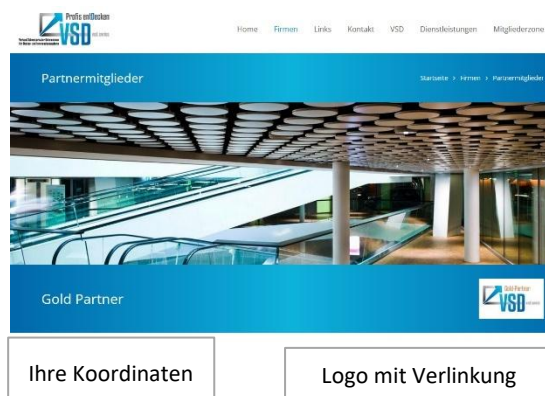 Profis entDecken
VSD
Home Firmen Links Kontakt VSD Dienstleistungen Mitgliederzone
Partnermitglieder
Startseite > Firmen > Partnermitglieder
Gold Partner
Gold Partner
VSD
Ihre Koordinaten
Logo mit Verlinkung